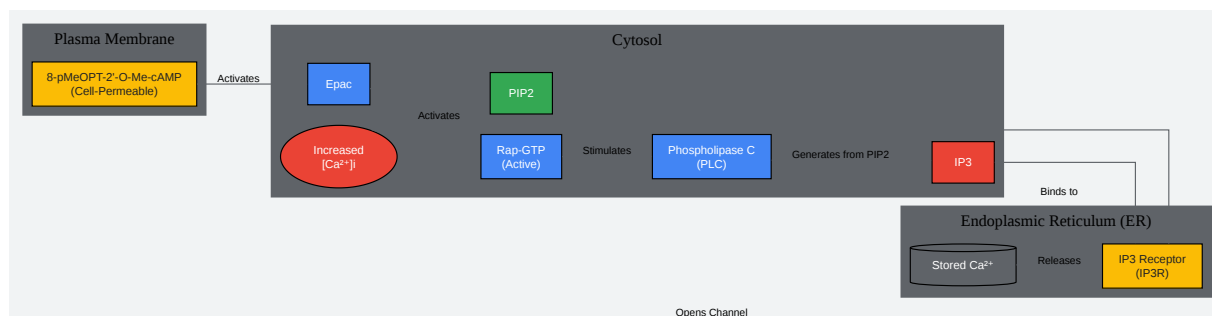 Plasma Membrane
8-pMeOPT-2'-O-Me-cAMP
(Cell-Permeable)
Activates
Cytosol
Epac
PIP2
Activates
Increased
[Ca²⁺]i
Rap-GTP
(Active)
Stimulates
Phospholipase C
(PLC)
Generates from PIP2
IP3
Binds to
Endoplasmic Reticulum (ER)
Stored Ca²⁺
Releases
IP3 Receptor
(IP3R)
Opens Channel